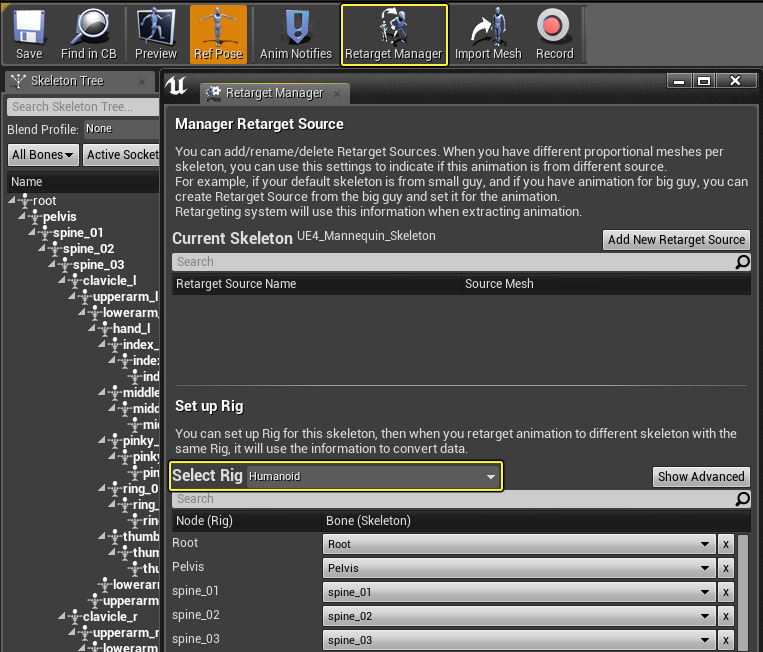 Save
Find in CB
Preview
Ref Pose
Anim Notifies
Retarget Manager
Import Mesh
Record
Skeleton Tree
Search Skeleton Tree...
Blend Profile: None
All Bones
Active Socket
Name
root
pelvis
spine_01
spine_02
spine_03
clavicle_l
upperarm_l
lowerarm_
hand_l
index_
index
ind
middle
midd
mi
pinky_
pinky
pin
ring_0
ring_
ring
thumb
thum
thu
lowerarm
upperarm
clavicle_r
upperarm_r
lowerarm
Retarget Manager
Manager Retarget Source
You can add/rename/delete Retarget Sources. When you have different proportional meshes per
skeleton, you can use this settings to indicate if this animation is from different source.
For example, if your default skeleton is from small guy, and if you have animation for big guy, you can
create Retarget Source from the big guy and set it for the animation.
Retargeting system will use this information when extracting animation.
Current Skeleton UE4_Mannequin_Skeleton
Add New Retarget Source
Search
Retarget Source Name
Source Mesh
Set up Rig
You can set up Rig for this skeleton, then when you retarget animation to different skeleton with the
same Rig, it will use the information to convert data.
Select Rig Humanoid
Show Advanced
Search
Node (Rig)
Bone (Skeleton)
Root
Root
x
Pelvis
Pelvis
x
spine_01
spine_01
x
spine_02
spine_02
x
spine_03
spine_03
x